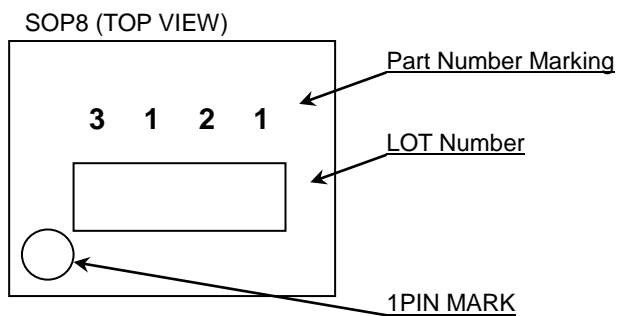 SOP8 (TOP VIEW)
Part Number Marking
3 1 2 1
LOT Number
1PIN MARK